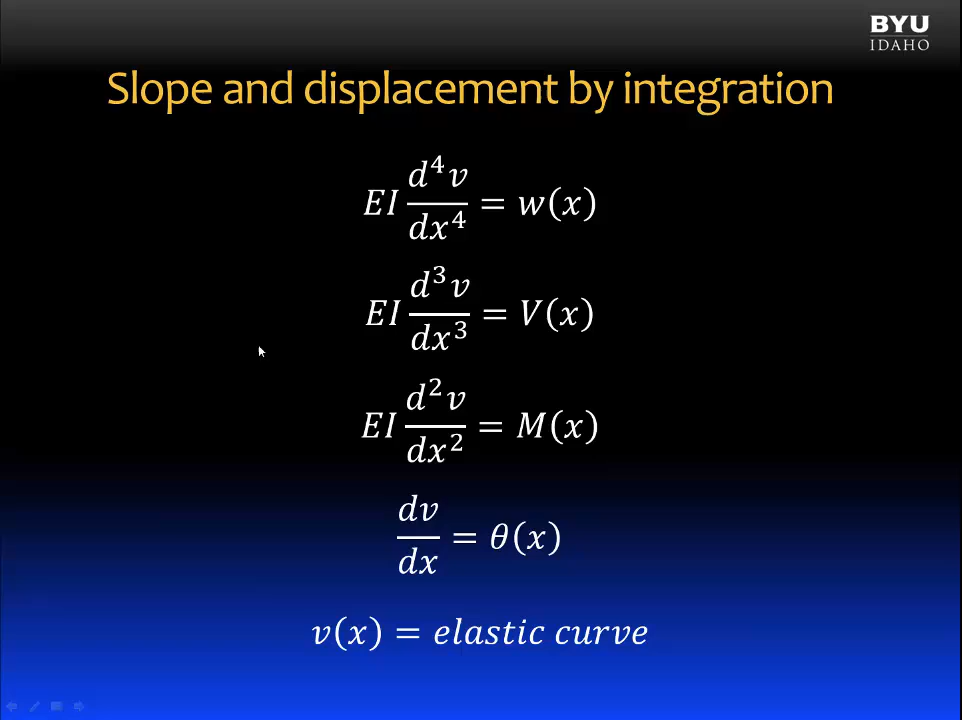 BYU
IDAHO
Slope and displacement by integration
EI d⁴v/dx⁴ = w(x)
EI d³v/dx³ = V(x)
EI d²v/dx² = M(x)
dv/dx = θ(x)
v(x) = elastic curve